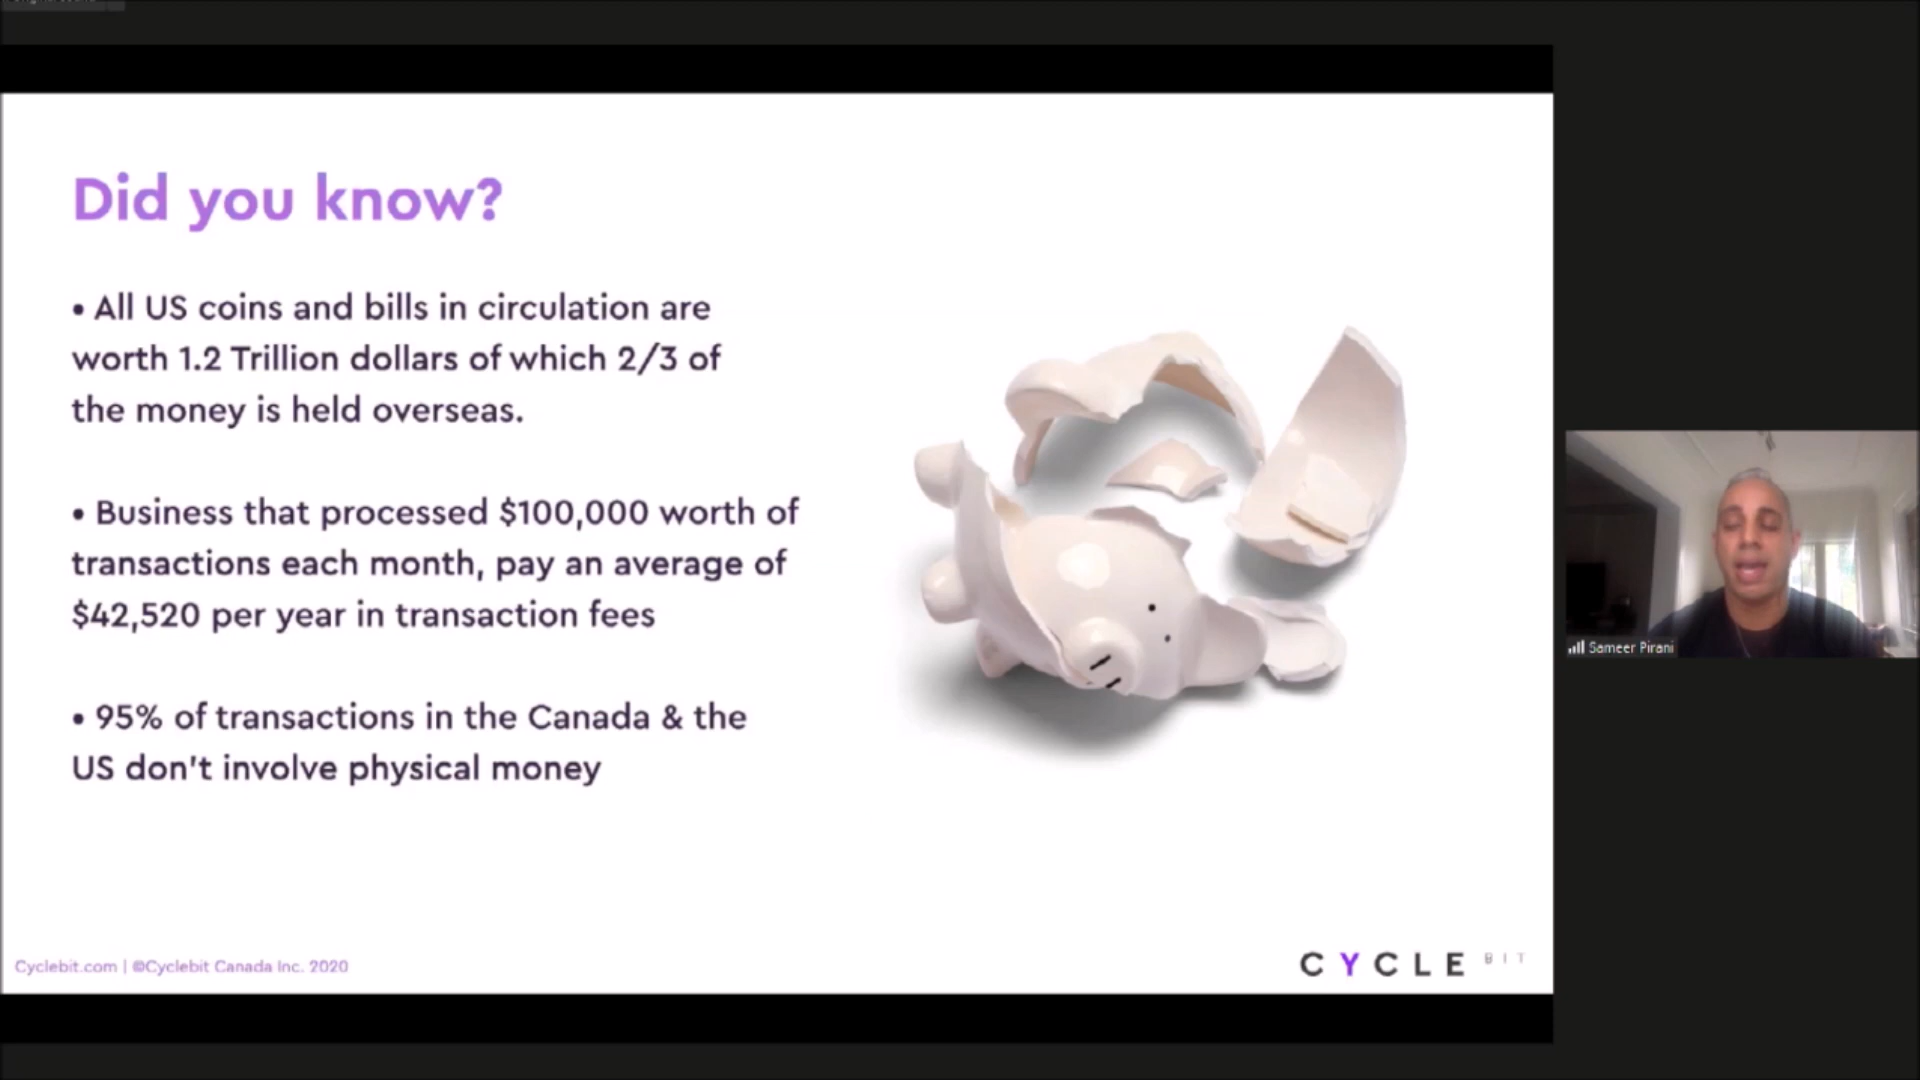 Did you know?
• All US coins and bills in circulation are
worth 1.2 Trillion dollars of which 2/3 of
the money is held overseas.
• Business that processed $100,000 worth of
transactions each month, pay an average of
$42,520 per year in transaction fees
• 95% of transactions in the Canada & the
US don't involve physical money
Sameer Pirani
Cyclebit.com | ©Cyclebit Canada Inc. 2020
CYCLE BIT